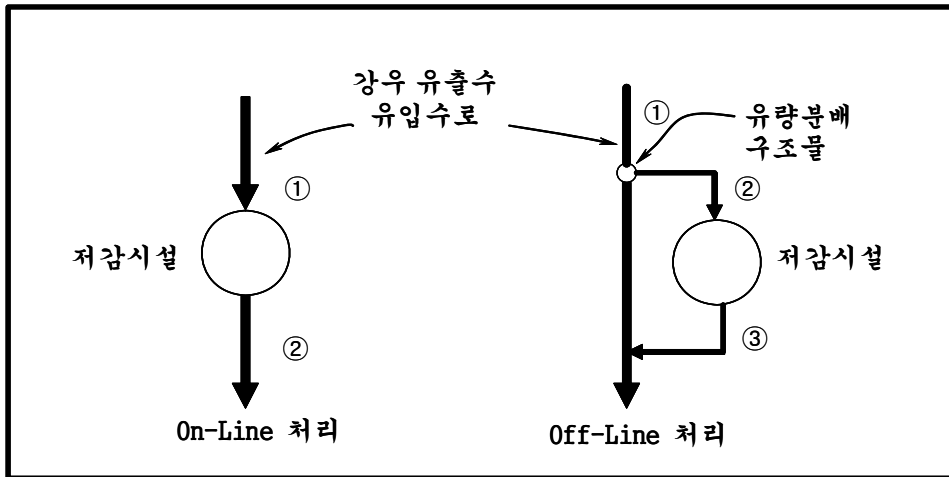 강우 유출수
유입수로
①
유량분배
구조물
①
②
저감시설
저감시설
②
③
On-Line 처리
Off-Line 처리